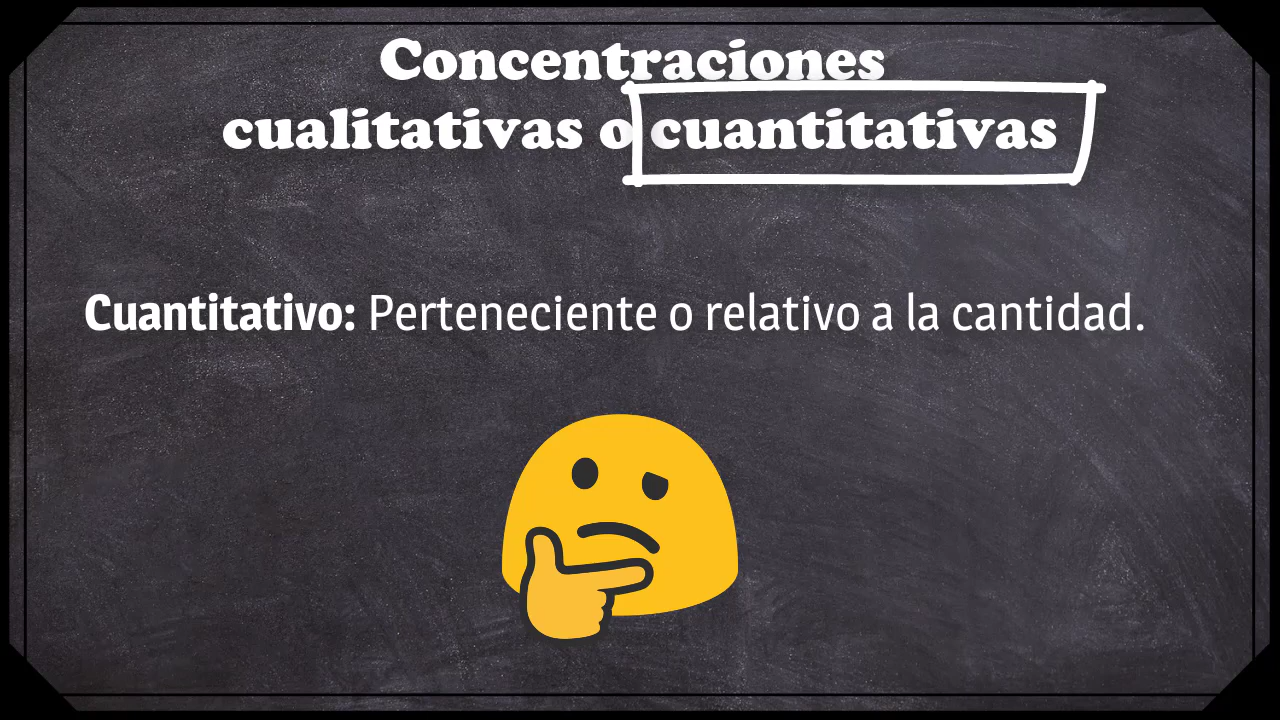 Concentraciones
cualitativas o cuantitativas
Cuantitativo: Perteneciente o relativo a la cantidad.